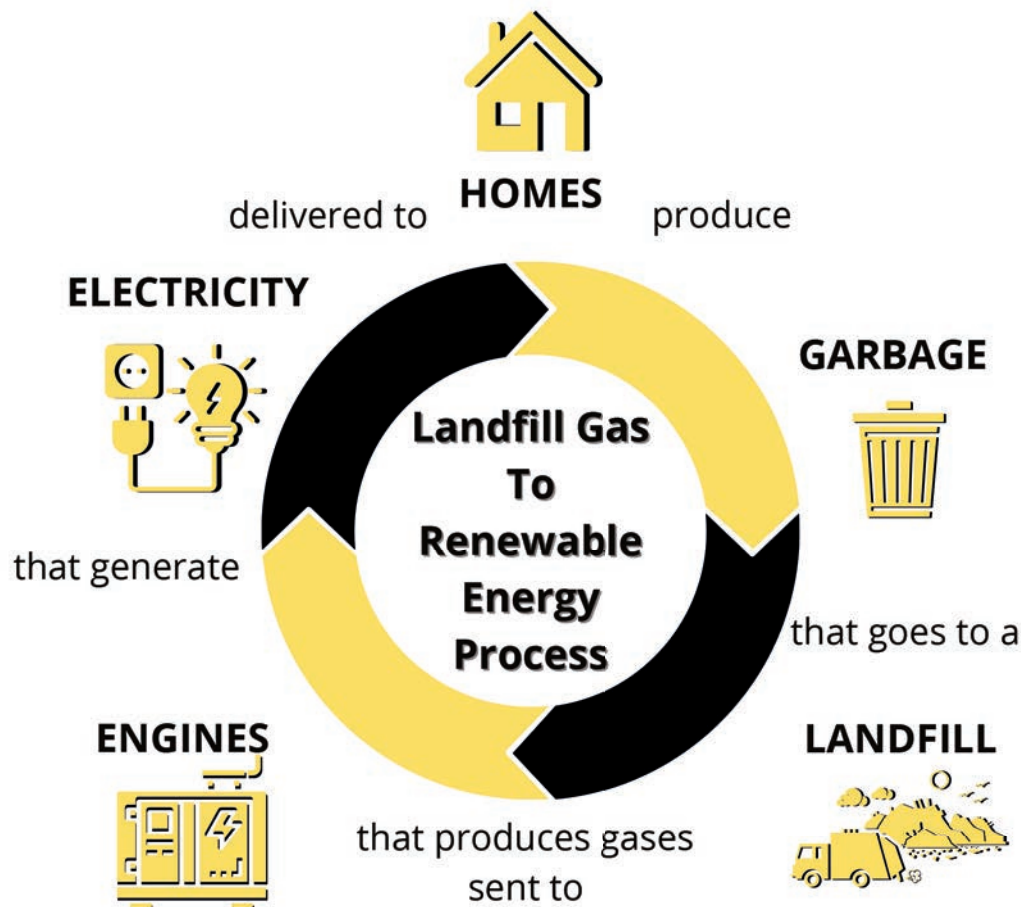 HOMES
produce
GARBAGE
that goes to a
LANDFILL
that produces gases
sent to
ENGINES
that generate
ELECTRICITY
delivered to
Landfill Gas
To
Renewable
Energy
Process